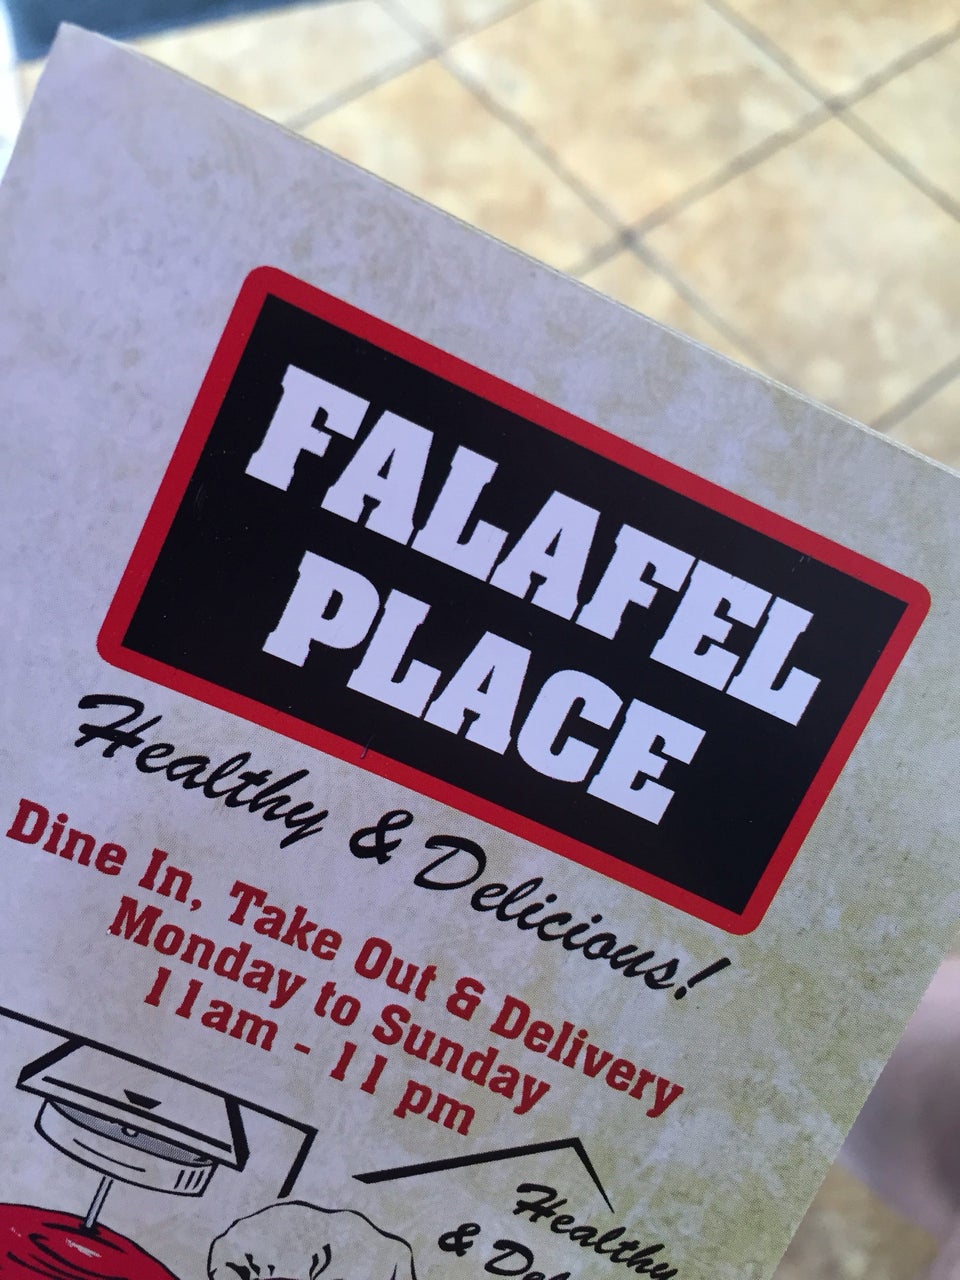 FALAFEL
PLACE
Healthy & Delicious!
Dine In, Take Out & Delivery
Monday to Sunday
11am - 11 pm
Healthy
&